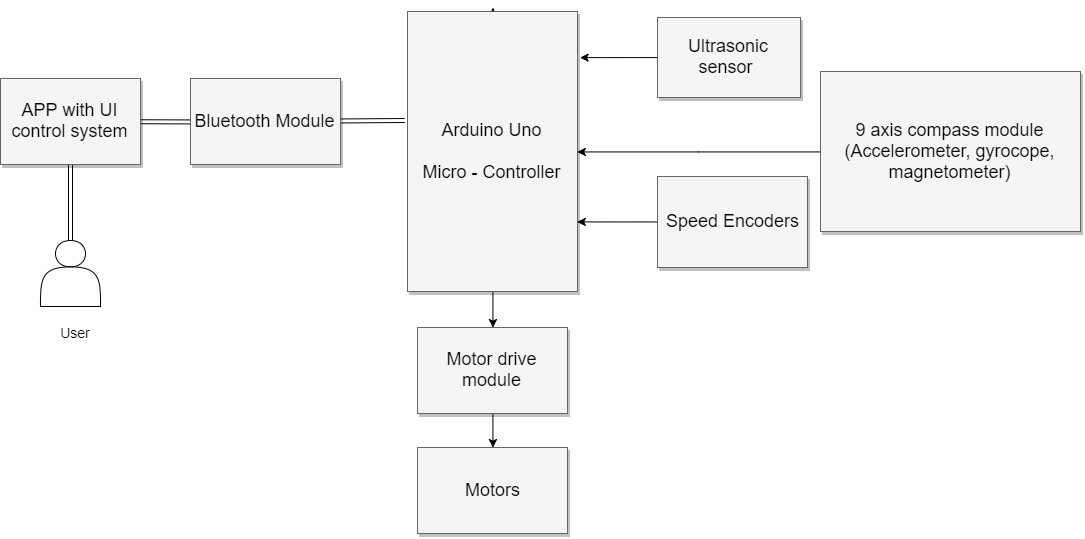 APP with UI
control system
Bluetooth Module
Arduino Uno
Micro - Controller
Ultrasonic
sensor
9 axis compass module
(Accelerometer, gyrocope,
magnetometer)
Speed Encoders
User
Motor drive
module
Motors